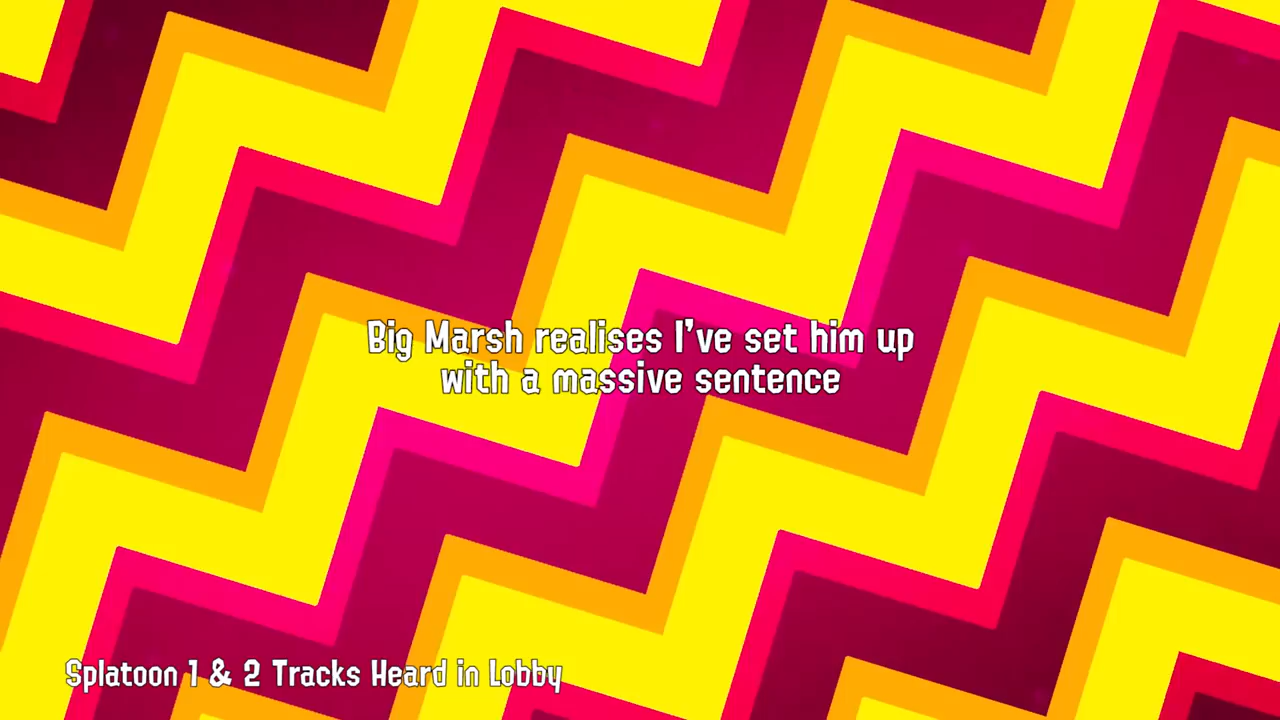 Big Marsh realises I've set him up
with a massive sentence
Splatoon 1 & 2 Tracks Heard in Lobby